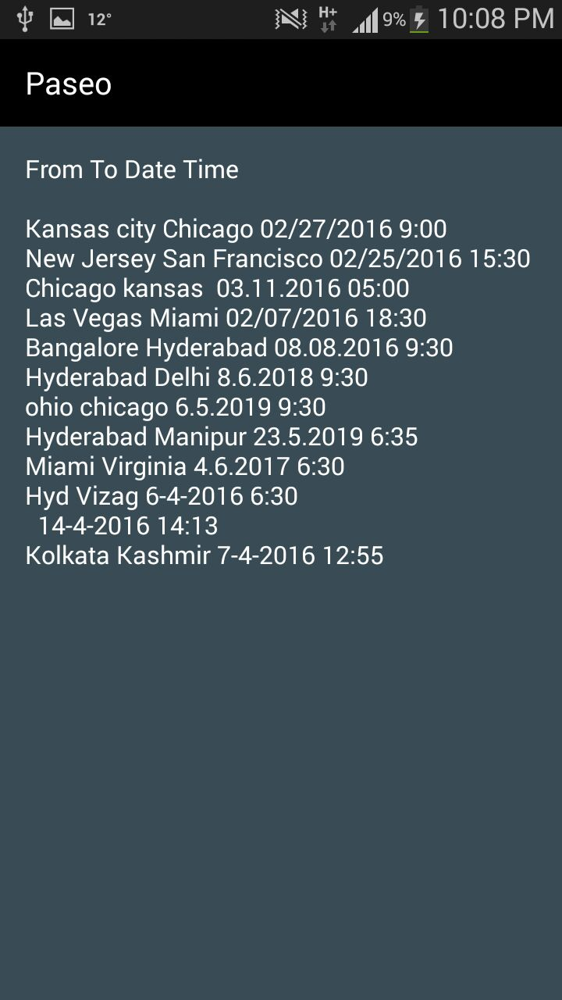 12° H+ 9% 10:08 PM
Paseo
From To Date Time
Kansas city Chicago 02/27/2016 9:00
New Jersey San Francisco 02/25/2016 15:30
Chicago kansas  03.11.2016 05:00
Las Vegas Miami 02/07/2016 18:30
Bangalore Hyderabad 08.08.2016 9:30
Hyderabad Delhi 8.6.2018 9:30
ohio chicago 6.5.2019 9:30
Hyderabad Manipur 23.5.2019 6:35
Miami Virginia 4.6.2017 6:30
Hyd Vizag 6-4-2016 6:30
14-4-2016 14:13
Kolkata Kashmir 7-4-2016 12:55